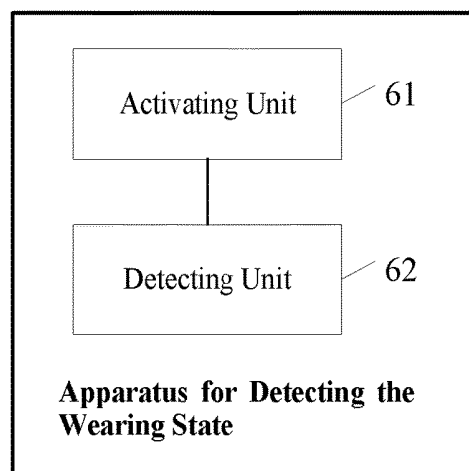 Activating Unit
61
Detecting Unit
62
Apparatus for Detecting the
Wearing State